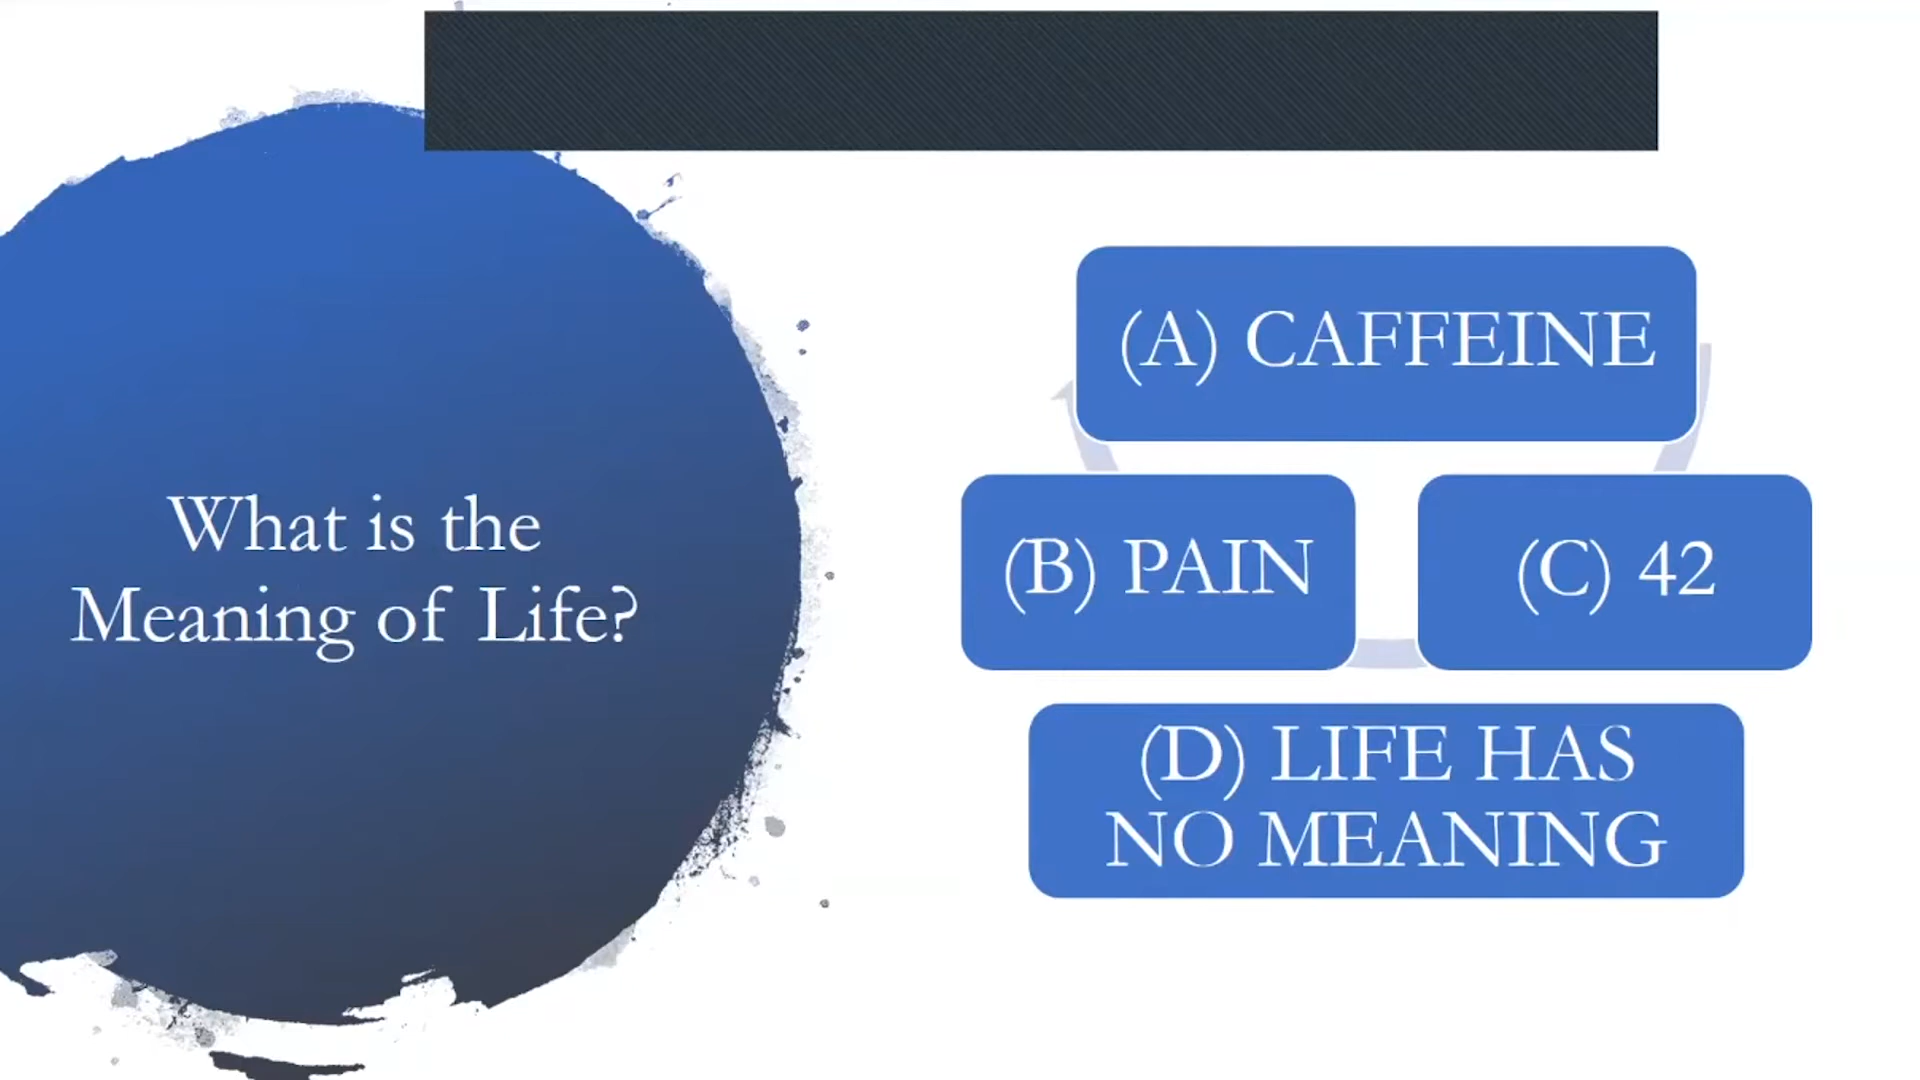 What is the
Meaning of Life?
(A) CAFFEINE
(B) PAIN
(C) 42
(D) LIFE HAS
NO MEANING